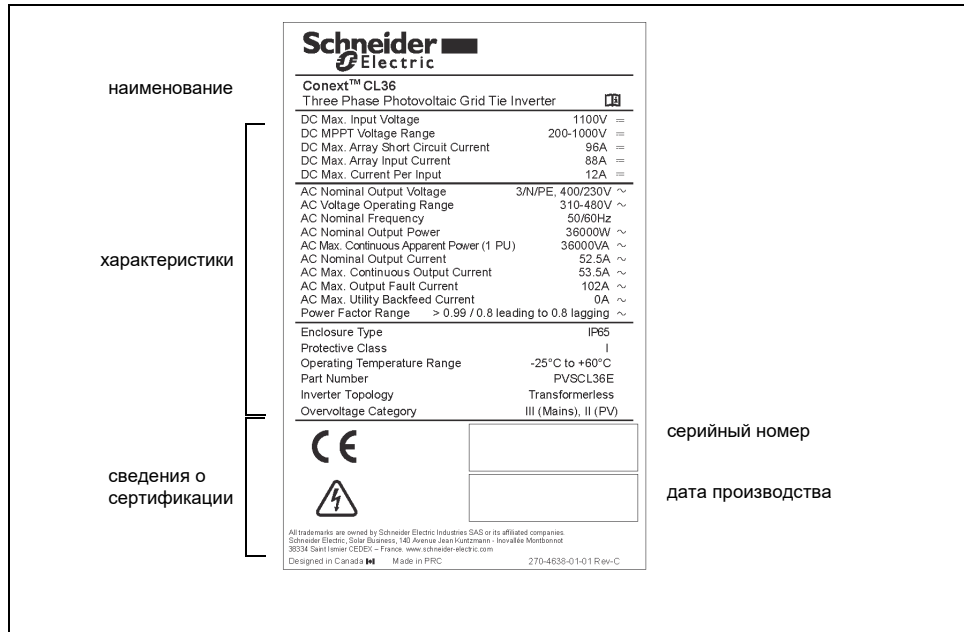 Schneider
Electric
наименование
Conext™ CL36
Three Phase Photovoltaic Grid Tie Inverter
характеристики
DC Max. Input Voltage 1100V ⎓
DC MPPT Voltage Range 200-1000V ⎓
DC Max. Array Short Circuit Current 96A ⎓
DC Max. Array Input Current 88A ⎓
DC Max. Current Per Input 12A ⎓
AC Nominal Output Voltage 3/N/PE, 400/230V ~
AC Voltage Operating Range 310-480V ~
AC Nominal Frequency 50/60Hz
AC Nominal Output Power 36000W ~
AC Max. Continuous Apparent Power (1 PU) 36000VA ~
AC Nominal Output Current 52.5A ~
AC Max. Continuous Output Current 53.5A ~
AC Max. Output Fault Current 102A ~
AC Max. Utility Backfeed Current 0A ~
Power Factor Range > 0.99 / 0.8 leading to 0.8 lagging ~
Enclosure Type IP65
Protective Class I
Operating Temperature Range -25°C to +60°C
Part Number PVSCL36E
Inverter Topology Transformerless
Overvoltage Category III (Mains), II (PV)
сведения о
сертификации
CE
серийный номер
дата производства
All trademarks are owned by Schneider Electric Industries SAS or its affiliated companies.
Schneider Electric, Solar Business, 140 Avenue Jean Kuntzmann - Inovallée Montbonnot
38334 Saint Ismier CEDEX – France. www.schneider-electric.com
Designed in Canada Made in PRC 270-4638-01-01 Rev-C